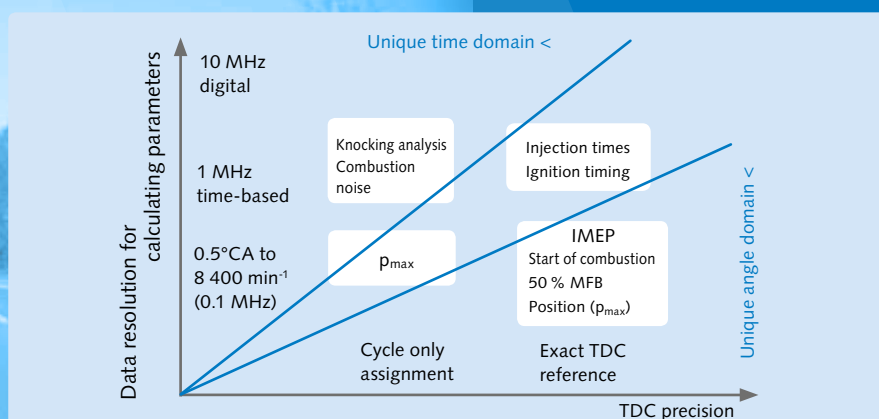 Unique time domain <
10 MHz
digital
Knocking analysis
Combustion
noise
Injection times
Ignition timing
1 MHz
time-based
Data resolution for
calculating parameters
0.5°CA to
8 400 min⁻¹
(0.1 MHz)
pmax
IMEP
Start of combustion
50 % MFB
Position (pmax)
Unique angle domain <
Cycle only
assignment
Exact TDC
reference
TDC precision